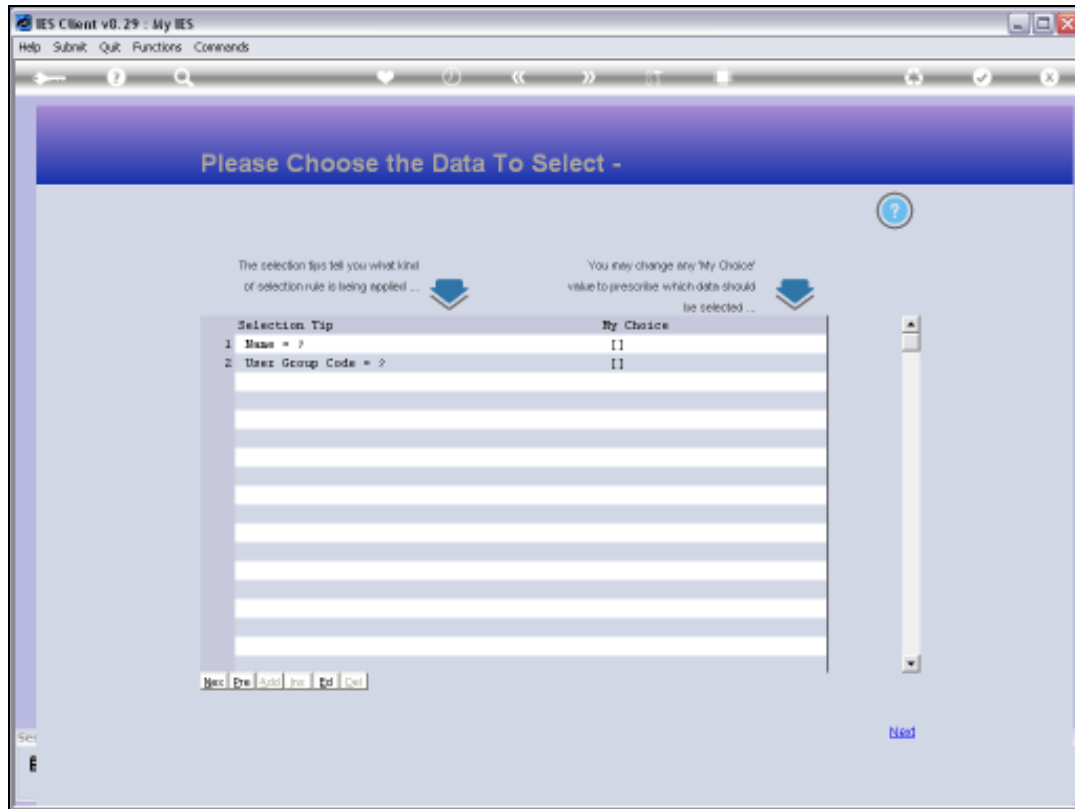 IES Client v8.29 : My IES
Help Submit Quit Functions Commands
Please Choose the Data To Select -
The selection tips tell you what kind
of selection rule is being applied ...
You may change any 'My Choice'
value to prescribe which data should
be selected ...
Selection Tip My Choice
1 Name = ? []
2 User Group Code = ? []
Nex Pre Add Ins Ed Del
Next